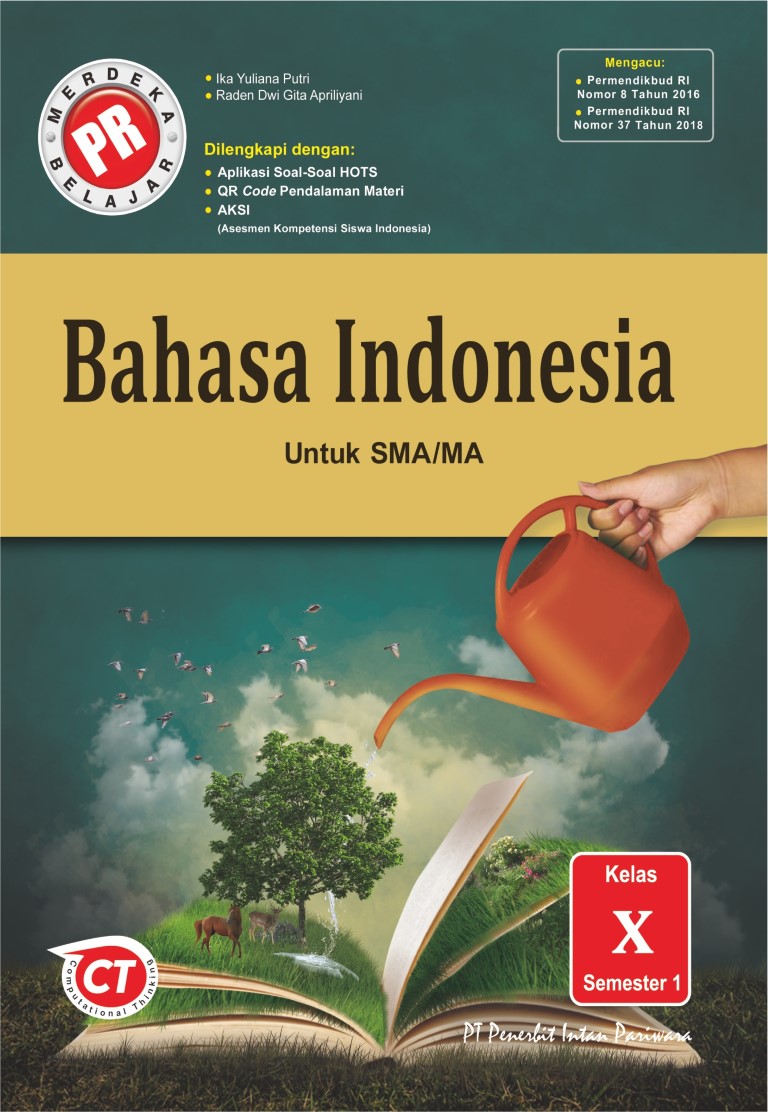 MERDEKA
PR
BELAJAR
• Ika Yuliana Putri
• Raden Dwi Gita Apriliyani
Dilengkapi dengan:
• Aplikasi Soal-Soal HOTS
• QR Code Pendalaman Materi
• AKSI
(Asesmen Kompetensi Siswa Indonesia)
Mengacu:
• Permendikbud RI
Nomor 8 Tahun 2016
• Permendikbud RI
Nomor 37 Tahun 2018
Bahasa Indonesia
Untuk SMA/MA
Kelas
X
Semester 1
CT
Computational Thinking
PT Penerbit Intan Pariwara